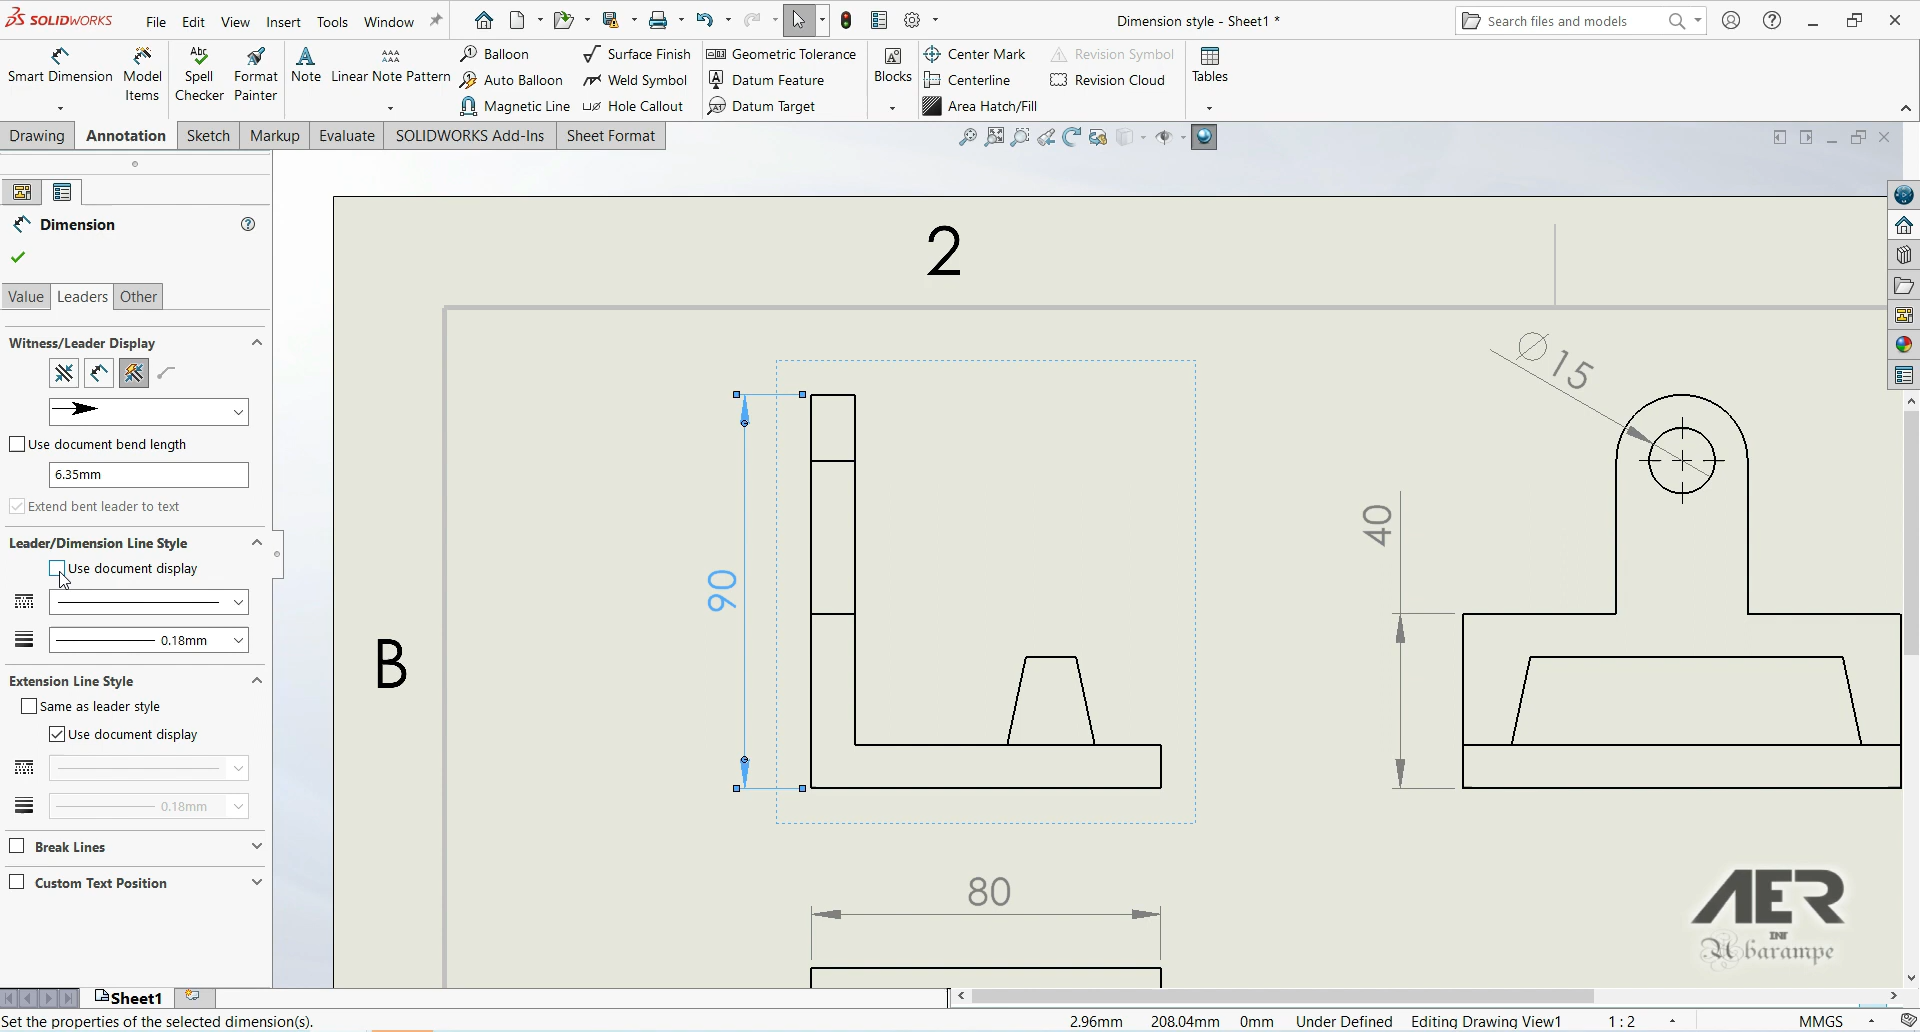 SOLIDWORKS File Edit View Insert Tools Window Dimension style - Sheet1 * Search files and models
Smart Dimension Model Items Spell Checker Format Painter Note Linear Note Pattern Balloon Surface Finish Geometric Tolerance Blocks Center Mark Revision Symbol Tables
Auto Balloon Weld Symbol Datum Feature Centerline Revision Cloud
Magnetic Line Hole Callout Datum Target Area Hatch/Fill
Drawing Annotation Sketch Markup Evaluate SOLIDWORKS Add-Ins Sheet Format
Dimension
Value Leaders Other
Witness/Leader Display
Use document bend length
6.35mm
Extend bent leader to text
Leader/Dimension Line Style
Use document display
0.18mm
Extension Line Style
Same as leader style
Use document display
0.18mm
Break Lines
Custom Text Position
2
B
90
80
40
∅15
AER
INT
Abarampe
Sheet1
Set the properties of the selected dimension(s). 2.96mm 208.04mm 0mm Under Defined Editing Drawing View1 1 : 2 MMGS